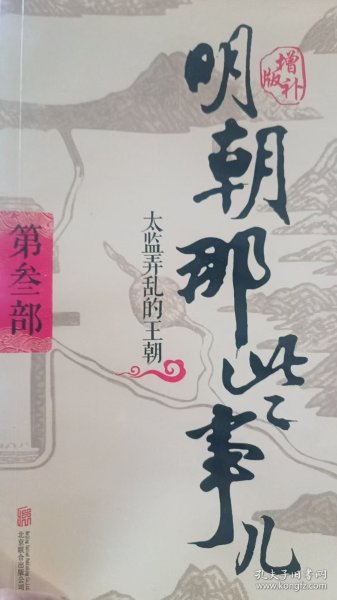 增补版
明朝那些事儿
太监弄乱的王朝
第叁部
北京联合出版公司
孔夫子旧书网